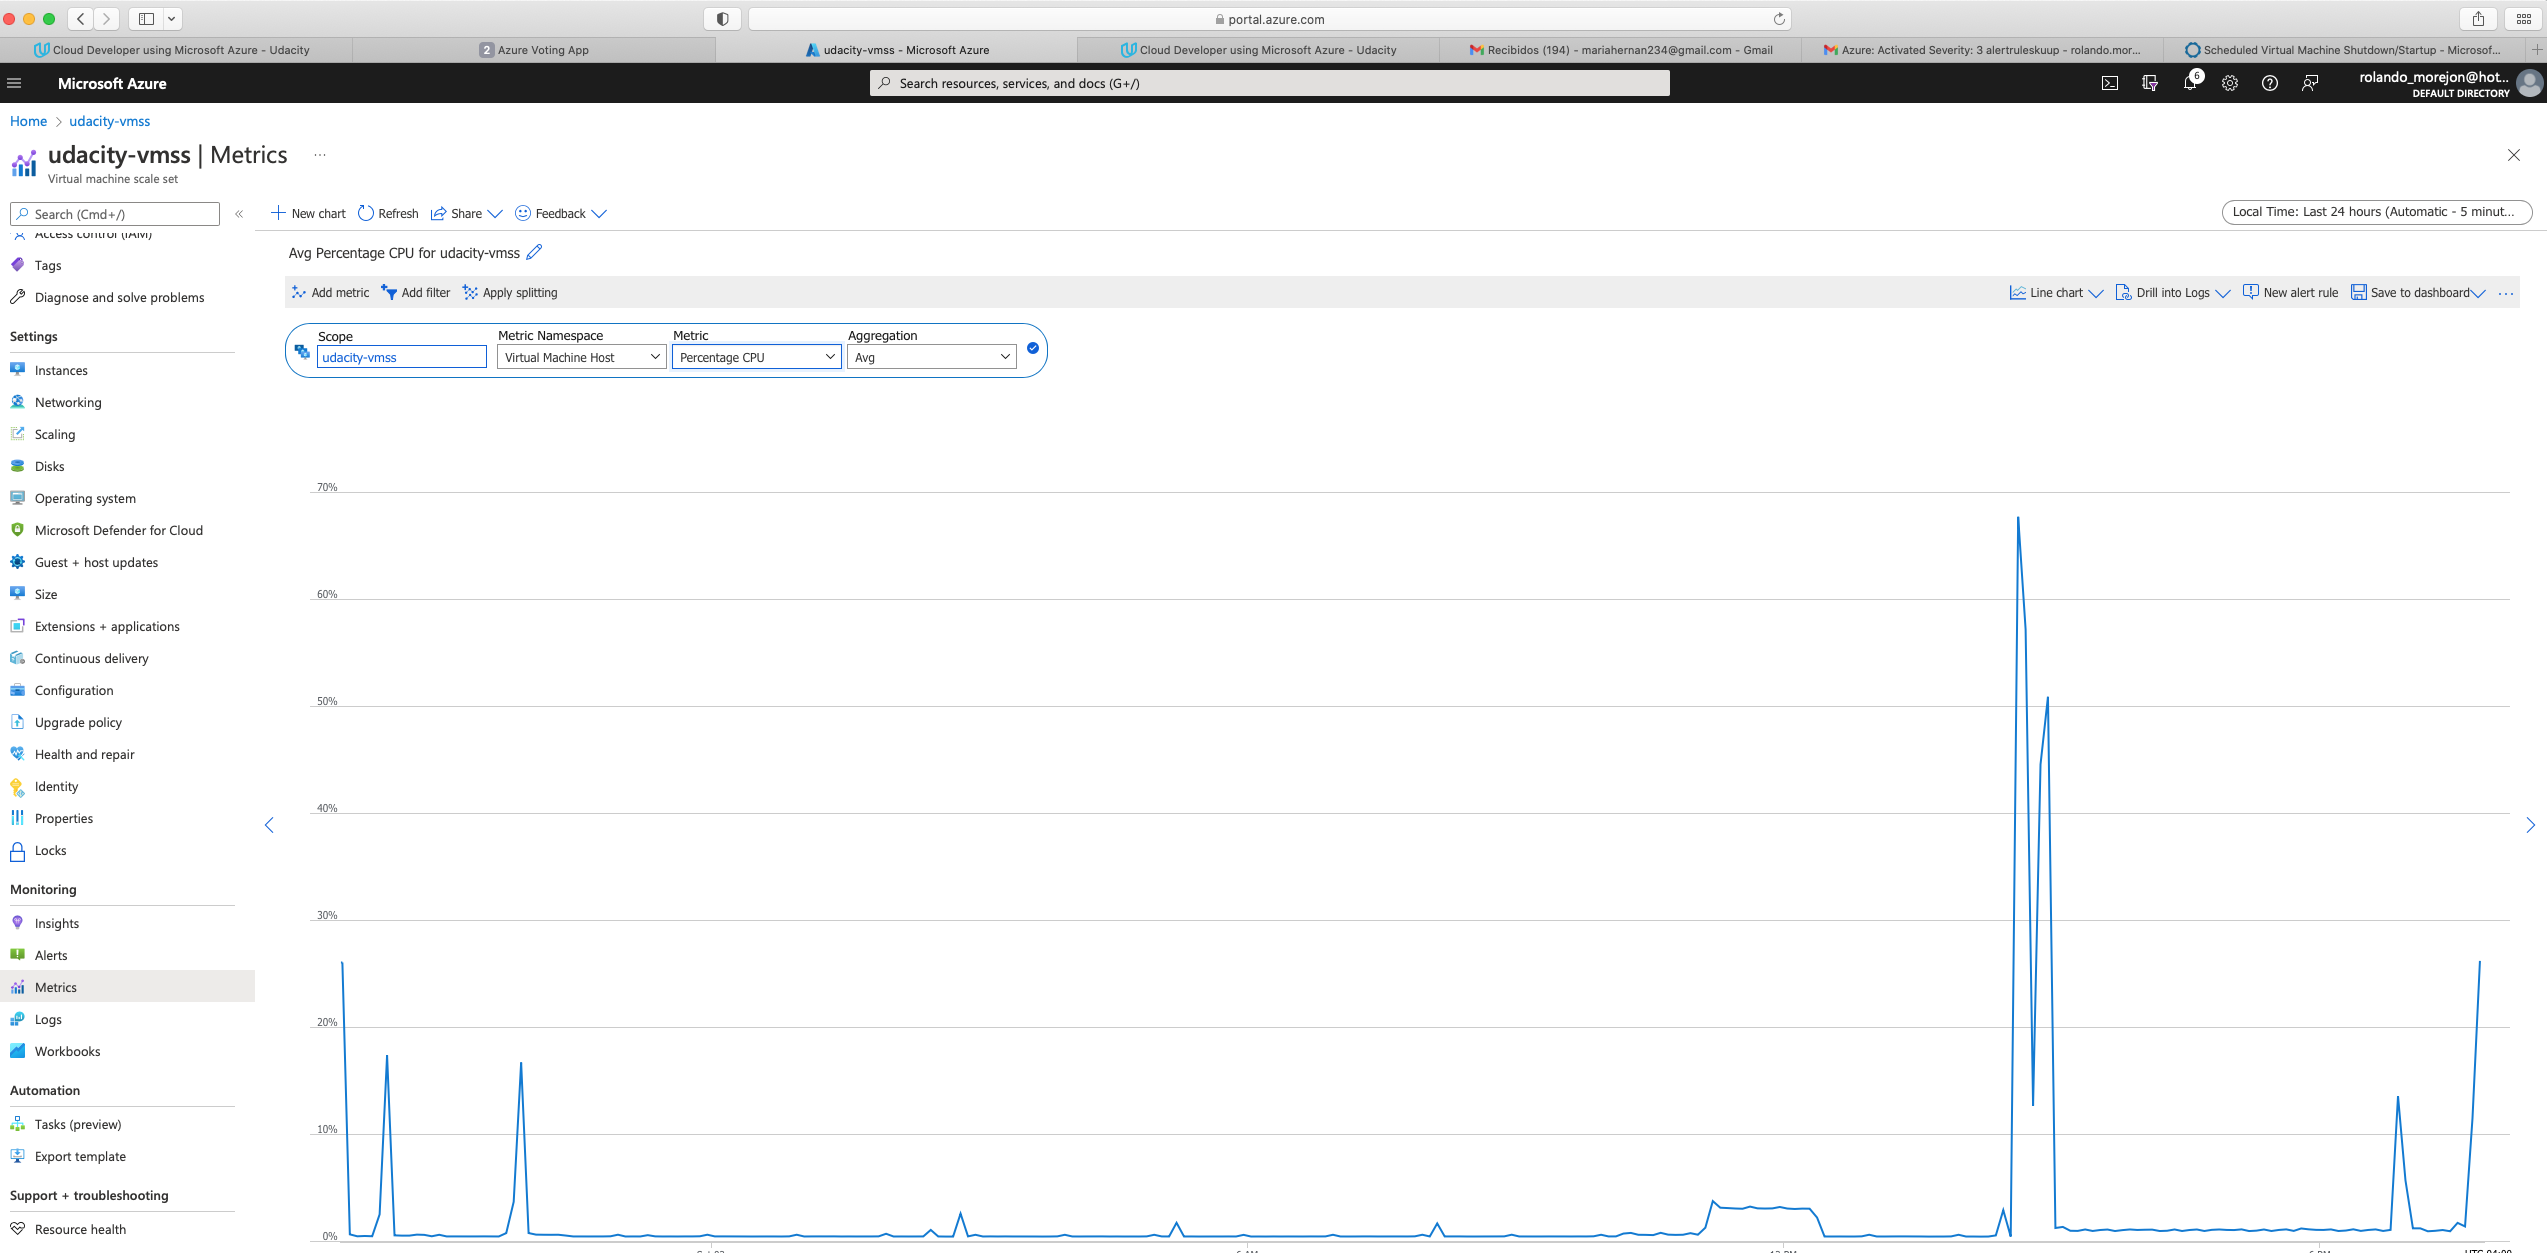 portal.azure.com
Cloud Developer using Microsoft Azure - Udacity
2 Azure Voting App
udacity-vmss - Microsoft Azure
Cloud Developer using Microsoft Azure - Udacity
Recibidos (194) - mariahernan234@gmail.com - Gmail
Azure: Activated Severity: 3 alertruleskuup - rolando.mor...
Scheduled Virtual Machine Shutdown/Startup - Microsof...
Microsoft Azure
Search resources, services, and docs (G+/)
6
rolando_morejon@hot...
DEFAULT DIRECTORY
Home > udacity-vmss
udacity-vmss | Metrics ...
Virtual machine scale set
Search (Cmd+/)
«
New chart
Refresh
Share
Feedback
Local Time: Last 24 hours (Automatic - 5 minut...
Access control (IAM)
Tags
Diagnose and solve problems
Settings
Instances
Networking
Scaling
Disks
Operating system
Microsoft Defender for Cloud
Guest + host updates
Size
Extensions + applications
Continuous delivery
Configuration
Upgrade policy
Health and repair
Identity
Properties
Locks
Monitoring
Insights
Alerts
Metrics
Logs
Workbooks
Automation
Tasks (preview)
Export template
Support + troubleshooting
Resource health
Avg Percentage CPU for udacity-vmss
Add metric
Add filter
Apply splitting
Line chart
Drill into Logs
New alert rule
Save to dashboard
...
Scope
udacity-vmss
Metric Namespace
Virtual Machine Host
Metric
Percentage CPU
Aggregation
Avg
70%
60%
50%
40%
30%
20%
10%
0%